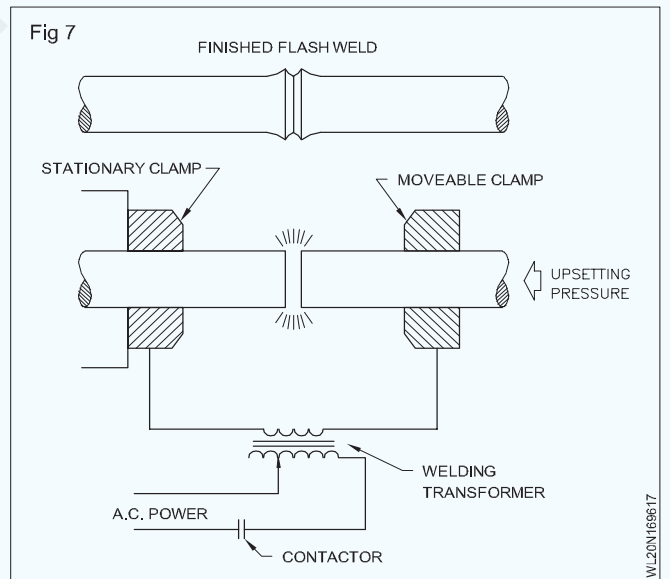 Fig 7
FINISHED FLASH WELD
STATIONARY CLAMP
MOVEABLE CLAMP
UPSETTING
PRESSURE
WELDING
TRANSFORMER
A.C. POWER
CONTACTOR
WL20N169617